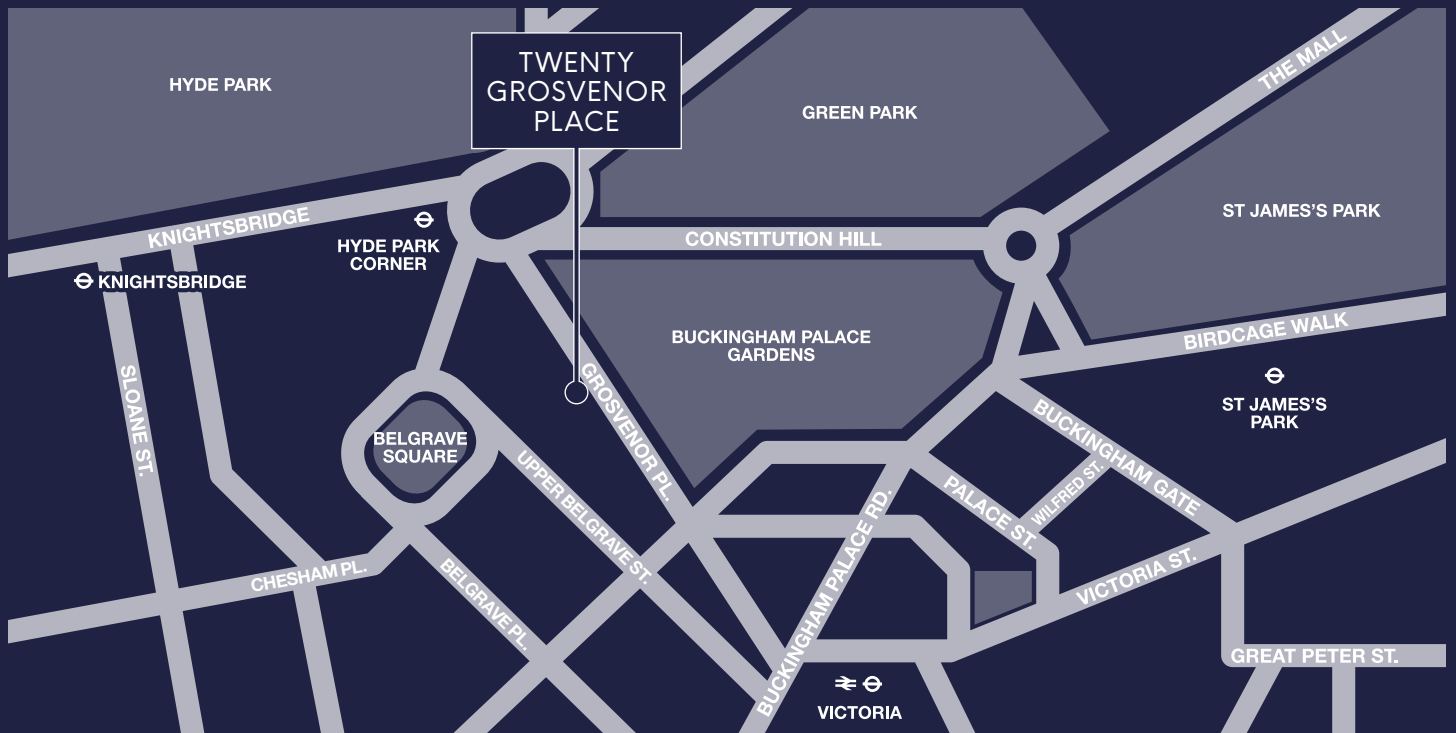 HYDE PARK
TWENTY
GROSVENOR
PLACE
GREEN PARK
THE MALL
ST JAMES'S PARK
KNIGHTSBRIDGE
HYDE PARK
CORNER
CONSTITUTION HILL
KNIGHTSBRIDGE
BUCKINGHAM PALACE
GARDENS
BIRDCAGE WALK
ST JAMES'S
PARK
SLOANE ST.
GROSVENOR PL.
BELGRAVE
SQUARE
UPPER BELGRAVE ST.
BUCKINGHAM GATE
WILFRED ST.
PALACE ST.
BUCKINGHAM PALACE RD.
VICTORIA ST.
CHESHAM PL.
BELGRAVE PL.
GREAT PETER ST.
VICTORIA